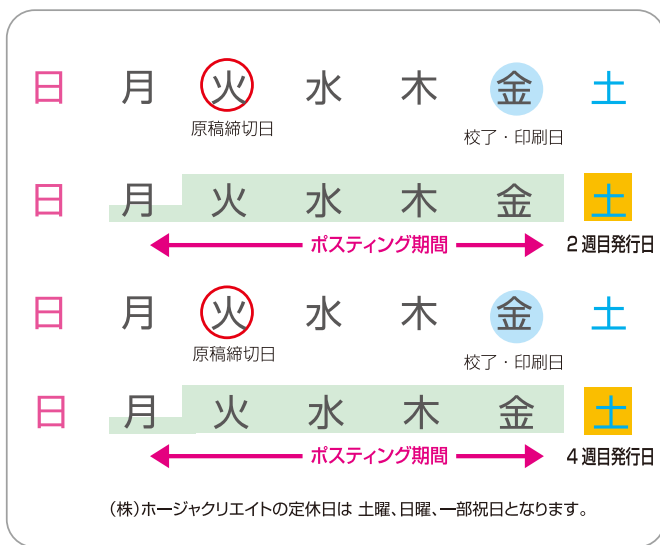 日 月 火 水 木 金 土
原稿締切日 校了・印刷日
日 月 火 水 木 金 土
ポスティング期間 2週目発行日
日 月 火 水 木 金 土
原稿締切日 校了・印刷日
日 月 火 水 木 金 土
ポスティング期間 4週目発行日
(株)ホージャクリエイトの定休日は 土曜、日曜、一部祝日となります。